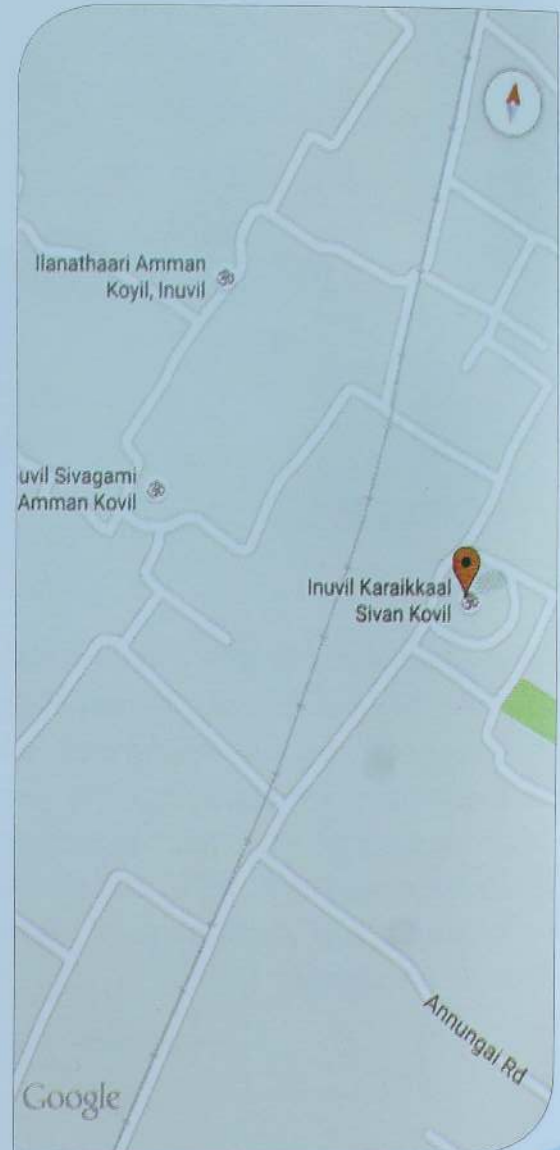 Ilanathaari Amman
Koyil, Inuvil
uvil Sivagami
Amman Kovil
Inuvil Karaikkaal
Sivan Kovil
Annungai Rd
Google